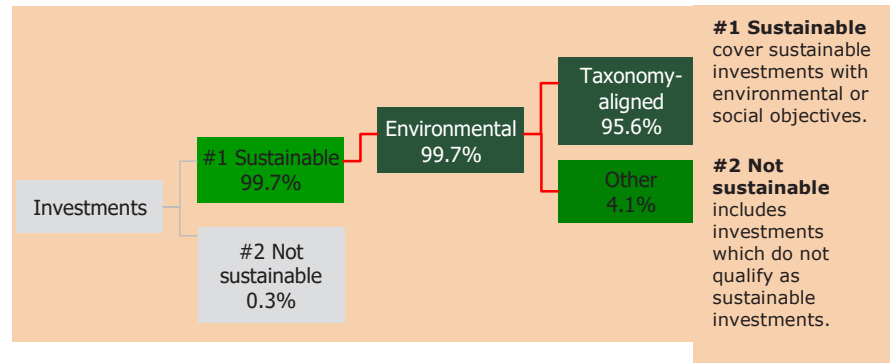 Investments
#1 Sustainable
99.7%
#2 Not
sustainable
0.3%
Environmental
99.7%
Taxonomy-
aligned
95.6%
Other
4.1%
#1 Sustainable
cover sustainable
investments with
environmental or
social objectives.
#2 Not
sustainable
includes
investments
which do not
qualify as
sustainable
investments.